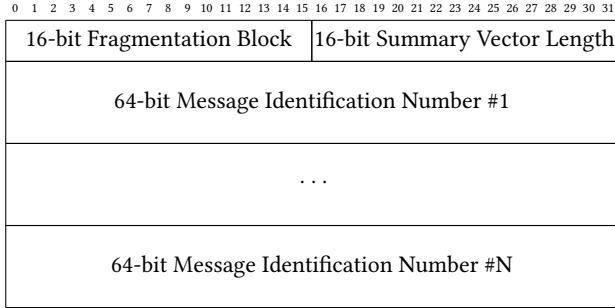 0 1 2 3 4 5 6 7 8 9 10 11 12 13 14 15 16 17 18 19 20 21 22 23 24 25 26 27 28 29 30 31
16-bit Fragmentation Block 16-bit Summary Vector Length
64-bit Message Identification Number #1
. . .
64-bit Message Identification Number #N